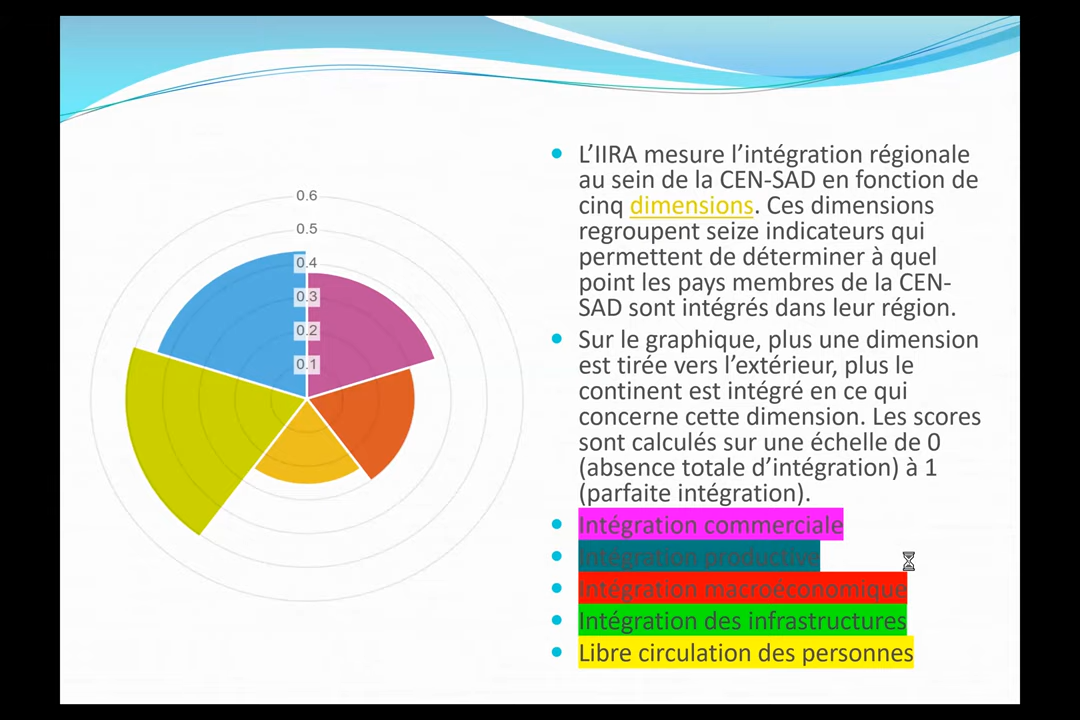 0.6
0.5
0.4
0.3
0.2
0.1
L’IIRA mesure l’intégration régionale
au sein de la CEN-SAD en fonction de
cinq dimensions. Ces dimensions
regroupent seize indicateurs qui
permettent de déterminer à quel
point les pays membres de la CEN-
SAD sont intégrés dans leur région.
Sur le graphique, plus une dimension
est tirée vers l’extérieur, plus le
continent est intégré en ce qui
concerne cette dimension. Les scores
sont calculés sur une échelle de 0
(absence totale d’intégration) à 1
(parfaite intégration).
Intégration commerciale
Intégration productive
Intégration macroéconomique
Intégration des infrastructures
Libre circulation des personnes